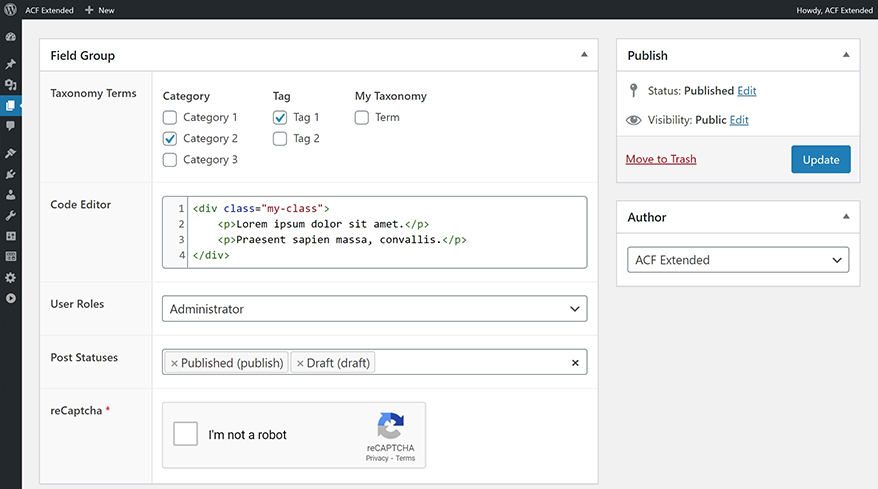 ACF Extended New Howdy, ACF Extended
Field Group
Taxonomy Terms
Category Tag My Taxonomy
Category 1 Tag 1 Term
Category 2 Tag 2
Category 3
Code Editor
1 <div class="my-class">
2 <p>Lorem ipsum dolor sit amet.</p>
3 <p>Praesent sapien massa, convallis.</p>
4 </div>
User Roles
Administrator
Post Statuses
× Published (publish) × Draft (draft) ×
reCaptcha *
I'm not a robot
reCAPTCHA
Privacy - Terms
Publish
Status: Published Edit
Visibility: Public Edit
Move to Trash Update
Author
ACF Extended